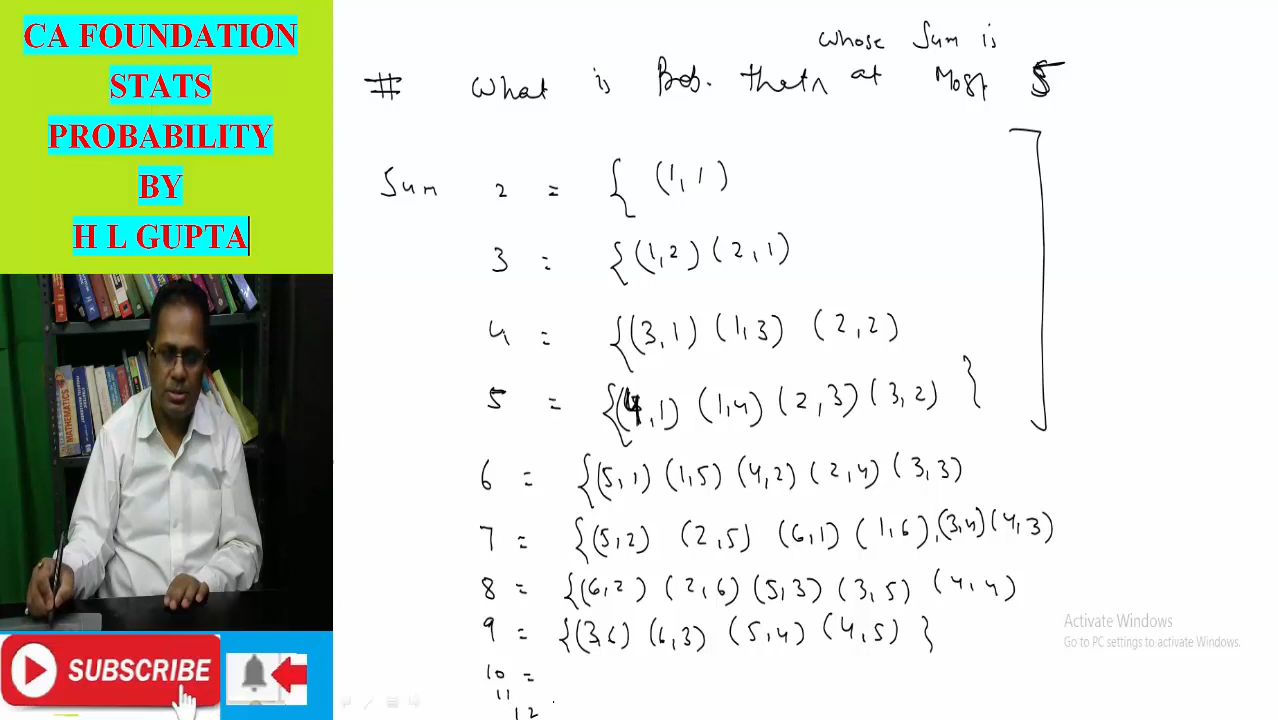 CA FOUNDATION
STATS
PROBABILITY
BY
H L GUPTA
whose Sum is
# What is Prob. that at Most 5
Sum 2 = { (1,1)
3 = {(1,2) (2,1)
4 = {(3,1) (1,3) (2,2)
5 = {(4,1) (1,4) (2,3) (3,2) }
6 = {(5,1) (1,5) (4,2) (2,4) (3,3)
7 = {(5,2) (2,5) (6,1) (1,6),(3,4)(4,3)
8 = {(6,2) (2,6) (5,3) (3,5) (4,4)
9 = {(3,6) (6,3) (5,4) (4,5) }
10 =
11
12
MATHEMATICS
SUBSCRIBE
Activate Windows
Go to PC settings to activate Windows.